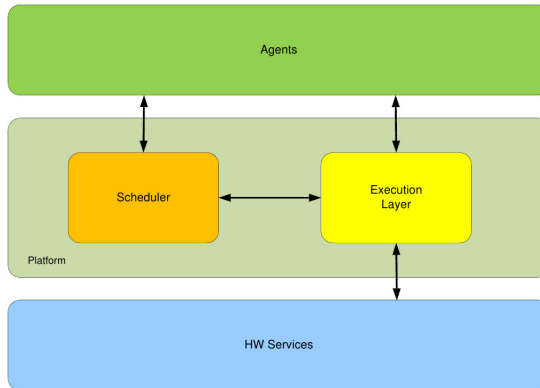 Agents
Scheduler
Execution
Layer
Platform
HW Services